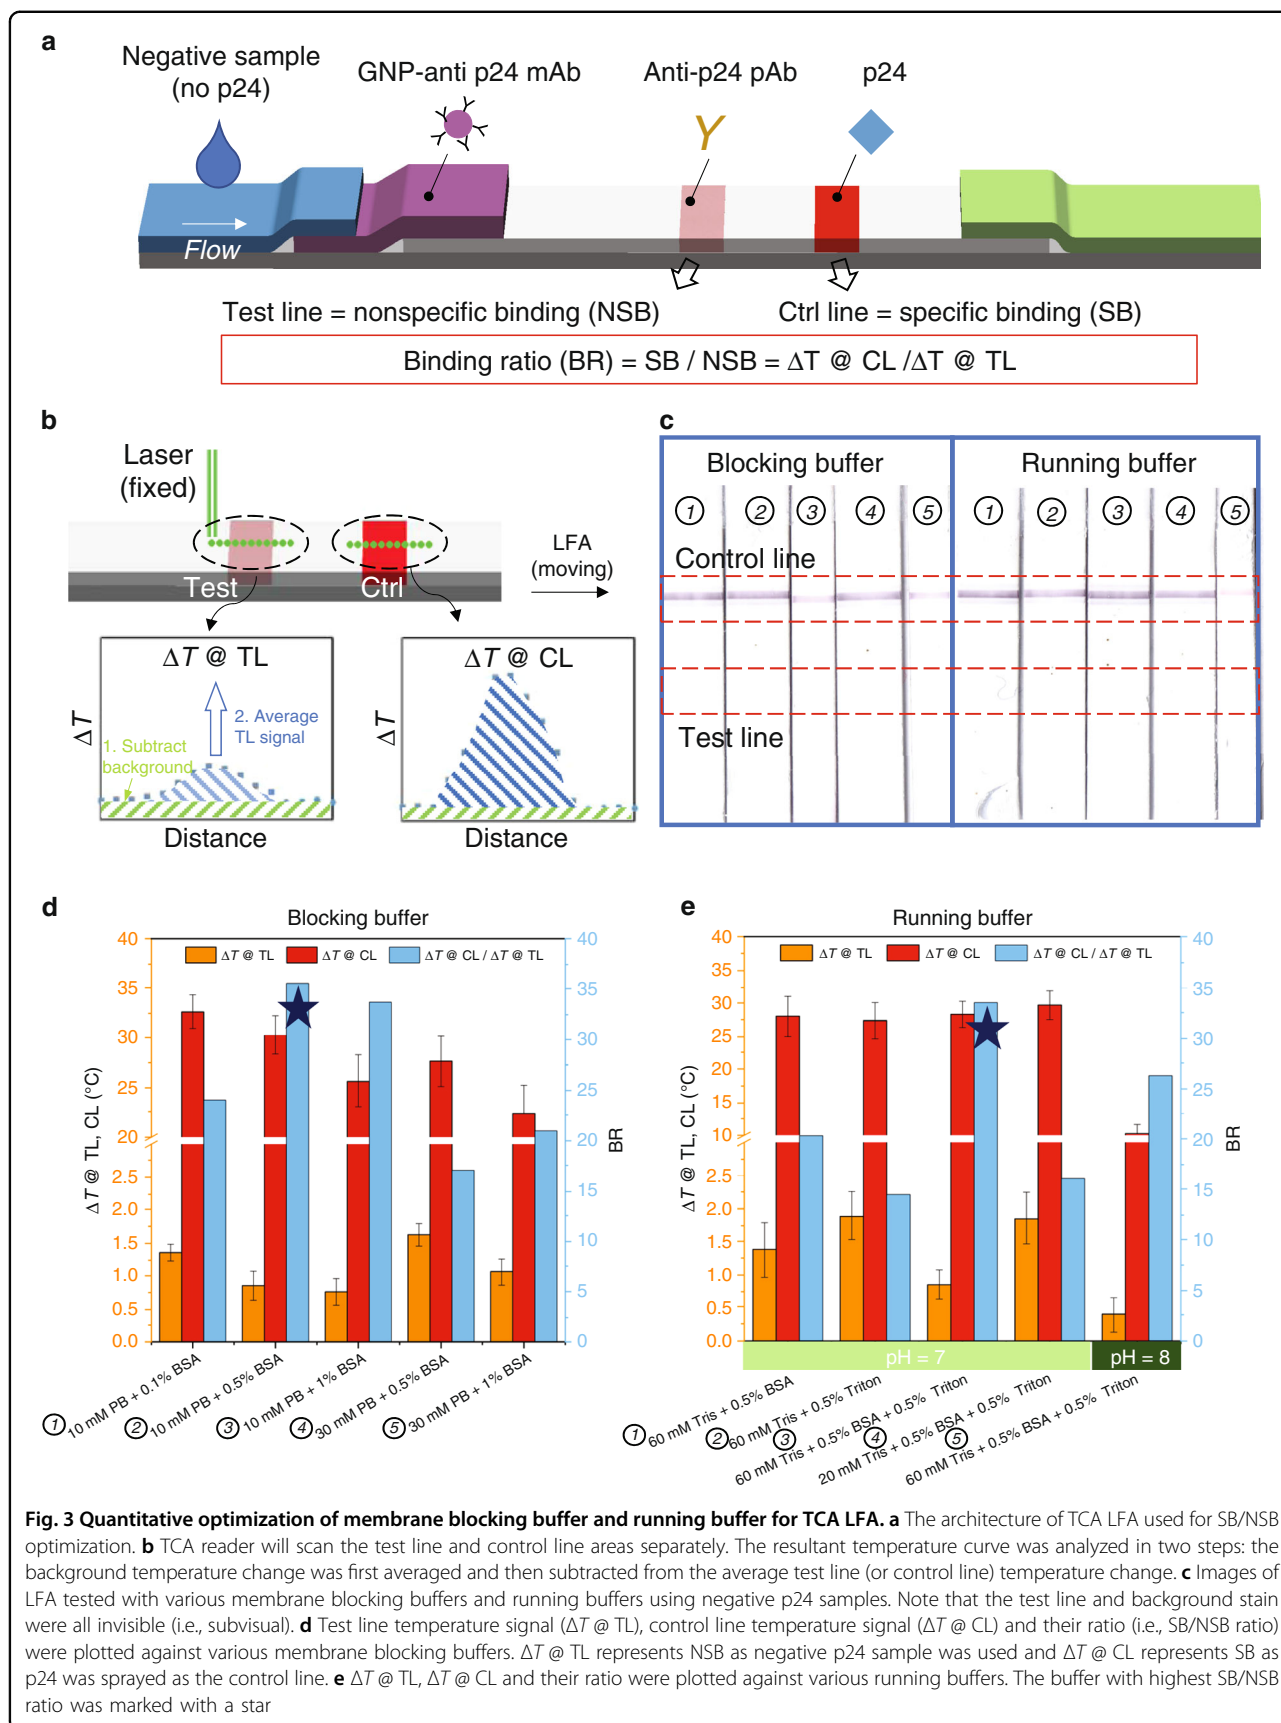 a
Negative sample
(no p24)
GNP-anti p24 mAb
Anti-p24 pAb
p24
Y
Flow
Test line = nonspecific binding (NSB)
Ctrl line = specific binding (SB)
Binding ratio (BR) = SB / NSB = ΔT @ CL /ΔT @ TL
b
Laser
(fixed)
Test
Ctrl
LFA
(moving)
ΔT @ TL
2. Average
TL signal
1. Subtract
background
ΔT
Distance
ΔT @ CL
ΔT
Distance
c
Blocking buffer
Running buffer
1 2 3 4 5 1 2 3 4 5
Control line
Test line
d
Blocking buffer
ΔT @ TL
ΔT @ CL
ΔT @ CL / ΔT @ TL
ΔT @ TL, CL (°C)
40
35
30
25
20
2.5
2.0
1.5
1.0
0.5
0.0
40
35
30
25
20
15
10
5
0
BR
1 10 mM PB + 0.1% BSA
2 10 mM PB + 0.5% BSA
3 10 mM PB + 1% BSA
4 30 mM PB + 0.5% BSA
5 30 mM PB + 1% BSA
e
Running buffer
ΔT @ TL
ΔT @ CL
ΔT @ CL / ΔT @ TL
ΔT @ TL, CL (°C)
40
35
30
25
20
15
10
2.5
2.0
1.5
1.0
0.5
0.0
40
35
30
25
20
15
10
5
0
BR
pH = 7
pH = 8
1 60 mM Tris + 0.5% BSA
2 60 mM Tris + 0.5% Triton
3 60 mM Tris + 0.5% BSA + 0.5% Triton
4 20 mM Tris + 0.5% BSA + 0.5% Triton
5 60 mM Tris + 0.5% BSA + 0.5% Triton
Fig. 3 Quantitative optimization of membrane blocking buffer and running buffer for TCA LFA. a The architecture of TCA LFA used for SB/NSB
optimization. b TCA reader will scan the test line and control line areas separately. The resultant temperature curve was analyzed in two steps: the
background temperature change was first averaged and then subtracted from the average test line (or control line) temperature change. c Images of
LFA tested with various membrane blocking buffers and running buffers using negative p24 samples. Note that the test line and background stain
were all invisible (i.e., subvisual). d Test line temperature signal (ΔT @ TL), control line temperature signal (ΔT @ CL) and their ratio (i.e., SB/NSB ratio)
were plotted against various membrane blocking buffers. ΔT @ TL represents NSB as negative p24 sample was used and ΔT @ CL represents SB as
p24 was sprayed as the control line. e ΔT @ TL, ΔT @ CL and their ratio were plotted against various running buffers. The buffer with highest SB/NSB
ratio was marked with a star